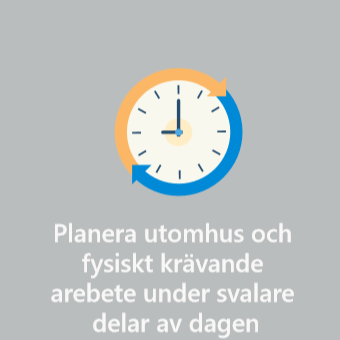 Planera utomhus och
fysiskt krävande
arebete under svalare
delar av dagen